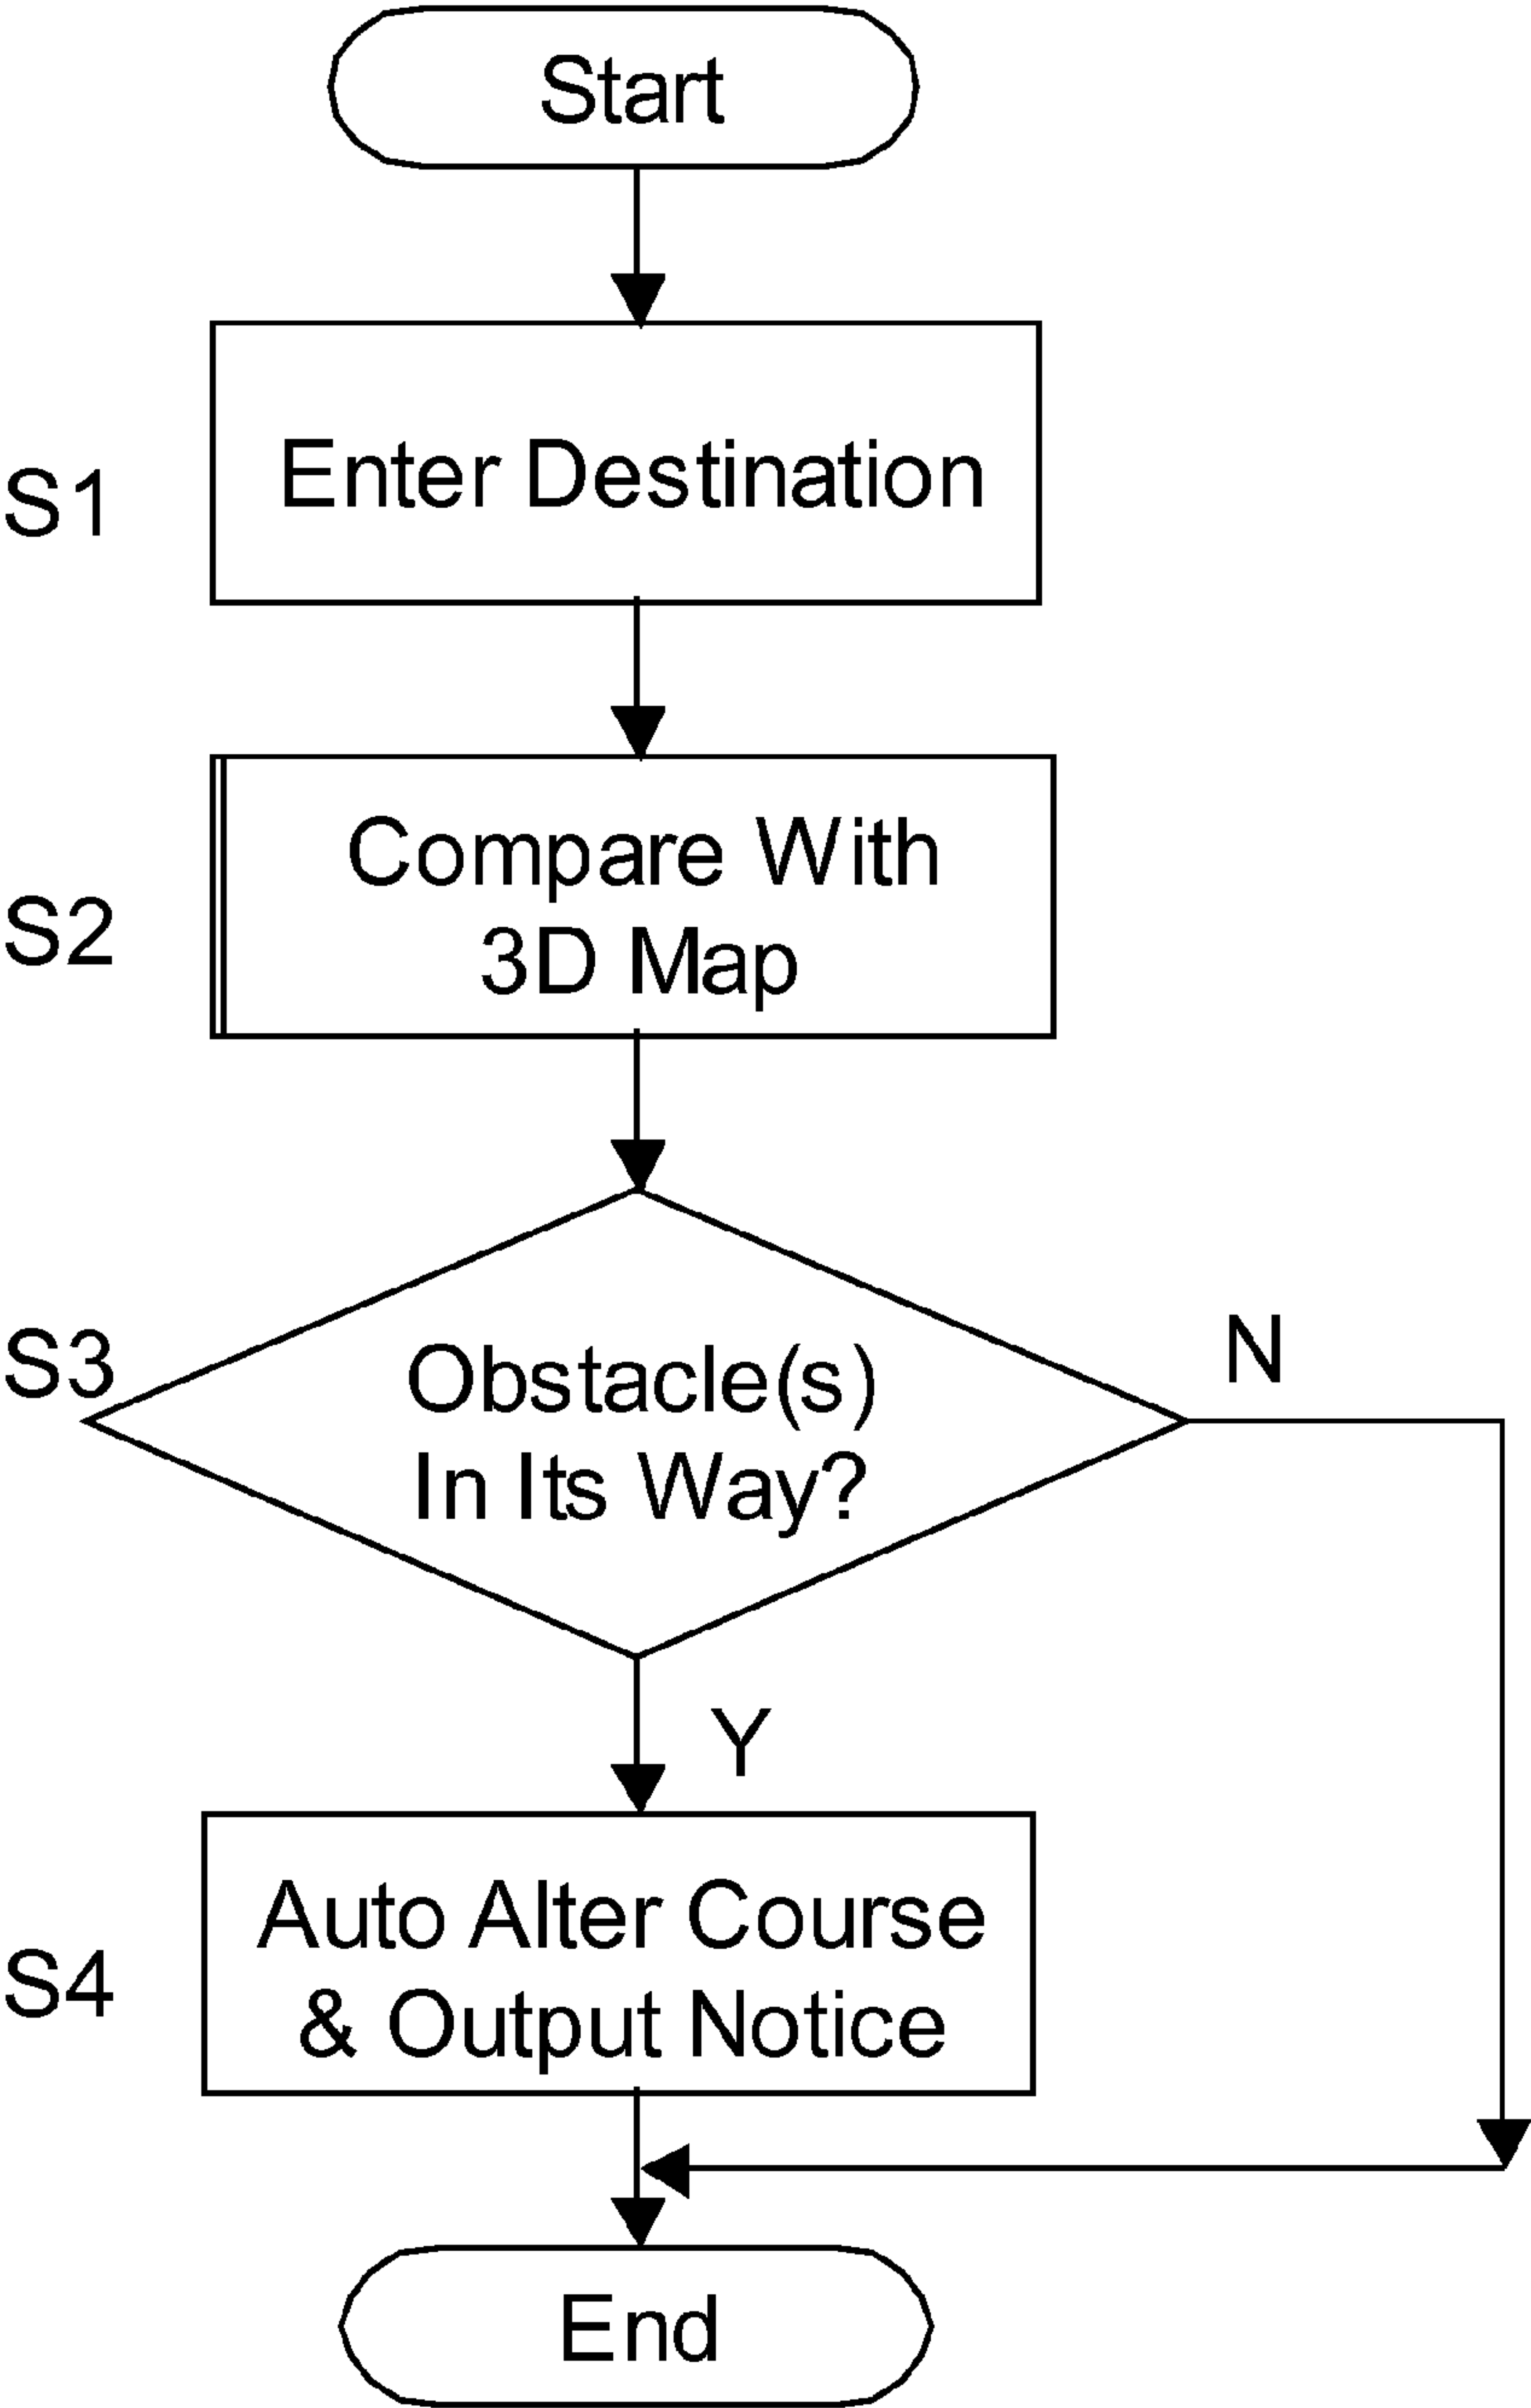 Start
S1
Enter Destination
S2
Compare With
3D Map
S3
Obstacle(s)
In Its Way?
N
Y
S4
Auto Alter Course
& Output Notice
End